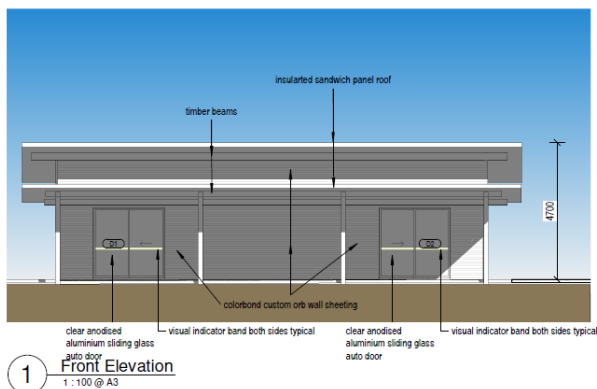 insularted sandwich panel roof
timber beams
4700
D1
D2
colorbond custom orb wall sheeting
clear anodised
aluminium sliding glass
auto door
visual indicator band both sides typical
clear anodised
aluminium sliding glass
auto door
visual indicator band both sides typical
1
Front Elevation
1 : 100 @ A3